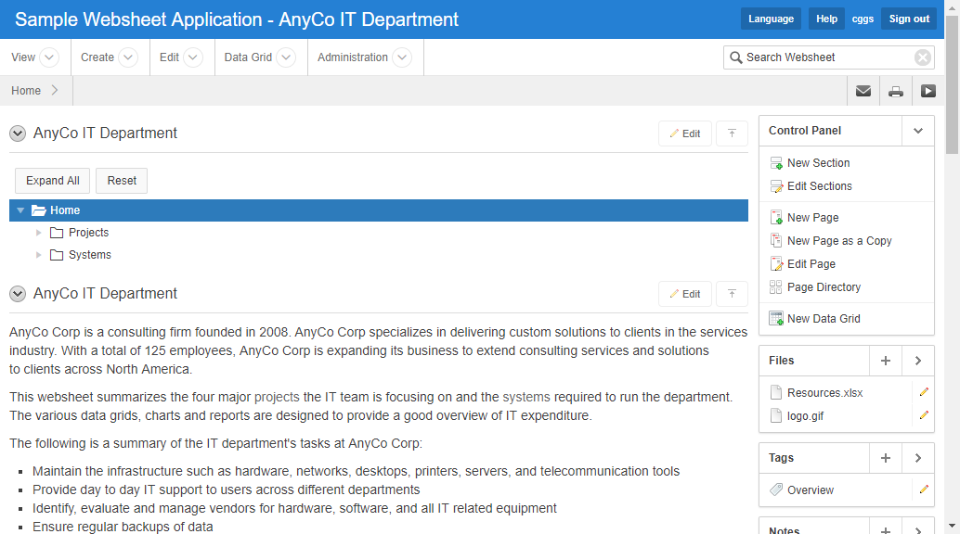 Sample Websheet Application - AnyCo IT Department
Language Help cggs Sign out
View Create Edit Data Grid Administration
Search Websheet
Home
AnyCo IT Department
Edit
Expand All Reset
Home
Projects
Systems
AnyCo IT Department
Edit
AnyCo Corp is a consulting firm founded in 2008. AnyCo Corp specializes in delivering custom solutions to clients in the services
industry. With a total of 125 employees, AnyCo Corp is expanding its business to extend consulting services and solutions
to clients across North America.
This websheet summarizes the four major projects the IT team is focusing on and the systems required to run the department.
The various data grids, charts and reports are designed to provide a good overview of IT expenditure.
The following is a summary of the IT department's tasks at AnyCo Corp:
Maintain the infrastructure such as hardware, networks, desktops, printers, servers, and telecommunication tools
Provide day to day IT support to users across different departments
Identify, evaluate and manage vendors for hardware, software, and all IT related equipment
Ensure regular backups of data
Control Panel
New Section
Edit Sections
New Page
New Page as a Copy
Edit Page
Page Directory
New Data Grid
Files
Resources.xlsx
logo.gif
Tags
Overview
Notes